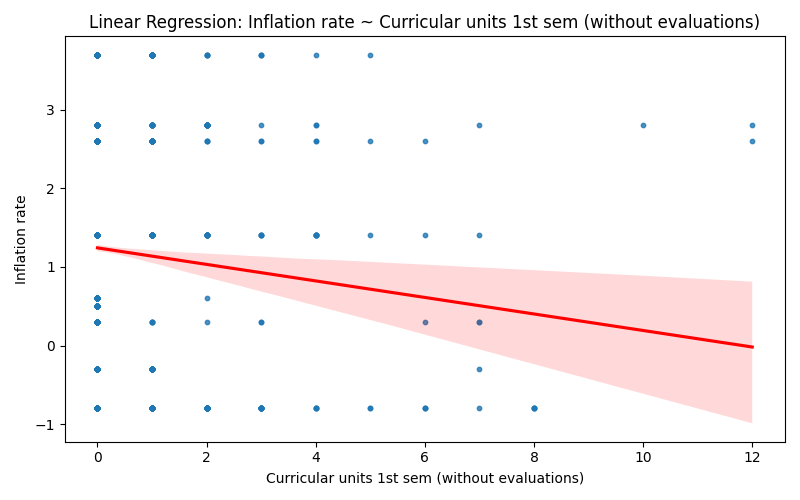 Linear Regression: Inflation rate ~ Curricular units 1st sem (without evaluations)
Inflation rate
3
2
1
0
−1
0 2 4 6 8 10 12
Curricular units 1st sem (without evaluations)